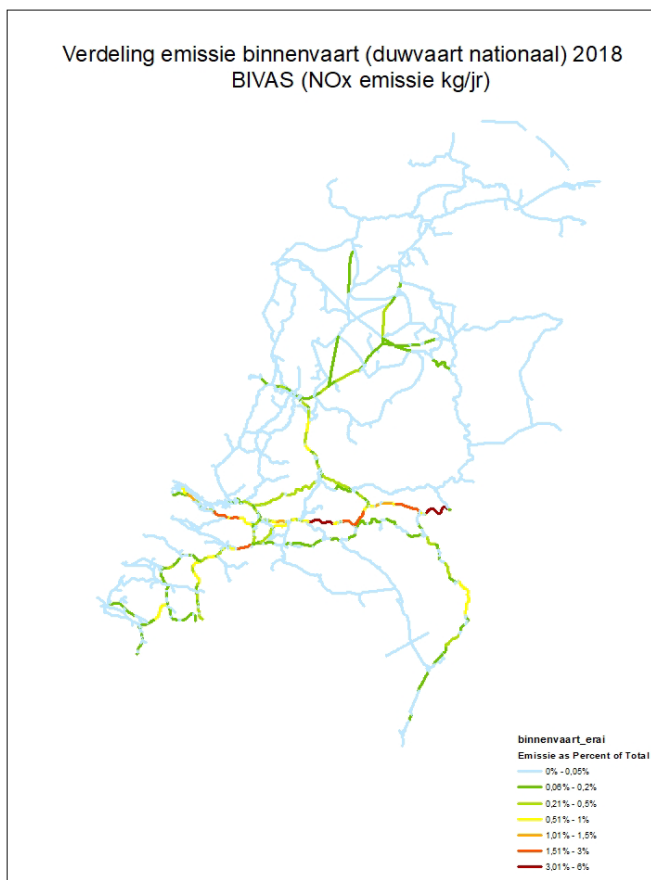 Verdeling emissie binnenvaart (duwvaart nationaal) 2018
BIVAS (NOx emissie kg/jr)
binnenvaart_erai
Emissie as Percent of Total
0% - 0,05%
0,06% - 0,2%
0,21% - 0,5%
0,51% - 1%
1,01% - 1,5%
1,51% - 3%
3,01% - 6%